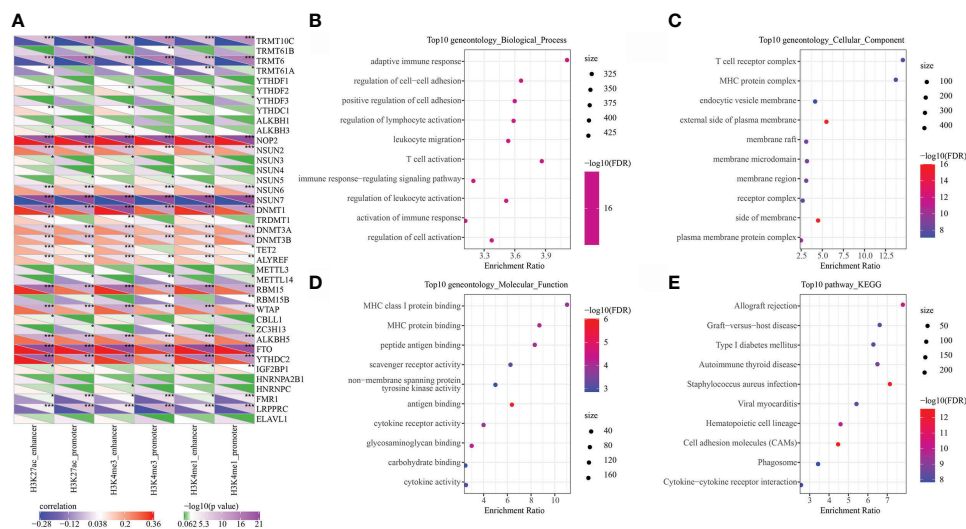 A
TRMT10C
TRMT61B
TRMT6
TRMT61A
YTHDF1
YTHDF2
YTHDF3
YTHDC1
ALKBH1
ALKBH3
NOP2
NSUN2
NSUN3
NSUN4
NSUN5
NSUN6
NSUN7
DNMT1
TRDMT1
DNMT3A
DNMT3B
TET2
ALYREF
METTL3
METTL14
RBM15
RBM15B
WTAP
CBLL1
ZC3H13
ALKBH5
FTO
YTHDC2
IGF2BP1
HNRNPA2B1
HNRNPC
FMR1
LRPPRC
ELAVL1
H3K27ac_enhancer
H3K27ac_promoter
H3K4me3_enhancer
H3K4me3_promoter
H3K4me1_enhancer
H3K4me1_promoter
correlation
−0.28 −0.12 0.038 0.2 0.36
−log10(p value)
0.062 5.3 10 16 21
B
Top10 geneontology_Biological_Process
adaptive immune response
regulation of cell−cell adhesion
positive regulation of cell adhesion
regulation of lymphocyte activation
leukocyte migration
T cell activation
immune response−regulating signaling pathway
regulation of leukocyte activation
activation of immune response
regulation of cell activation
3.3 3.6 3.9
Enrichment Ratio
size
325
350
375
400
425
−log10(FDR)
16
C
Top10 geneontology_Cellular_Component
T cell receptor complex
MHC protein complex
endocytic vesicle membrane
external side of plasma membrane
membrane raft
membrane microdomain
membrane region
receptor complex
side of membrane
plasma membrane protein complex
2.5 5.0 7.5 10.0 12.5
Enrichment Ratio
size
100
200
300
400
−log10(FDR)
16
14
12
10
8
D
Top10 geneontology_Molecular_Function
MHC class I protein binding
MHC protein binding
peptide antigen binding
scavenger receptor activity
non−membrane spanning protein
tyrosine kinase activity
antigen binding
cytokine receptor activity
glycosaminoglycan binding
carbohydrate binding
cytokine activity
4 6 8 10
Enrichment Ratio
−log10(FDR)
6
5
4
3
size
40
80
120
160
E
Top10 pathway_KEGG
Allograft rejection
Graft−versus−host disease
Type I diabetes mellitus
Autoimmune thyroid disease
Staphylococcus aureus infection
Viral myocarditis
Hematopoietic cell lineage
Cell adhesion molecules (CAMs)
Phagosome
Cytokine−cytokine receptor interaction
3 4 5 6 7
Enrichment Ratio
size
50
100
150
200
−log10(FDR)
12
11
10
9
8